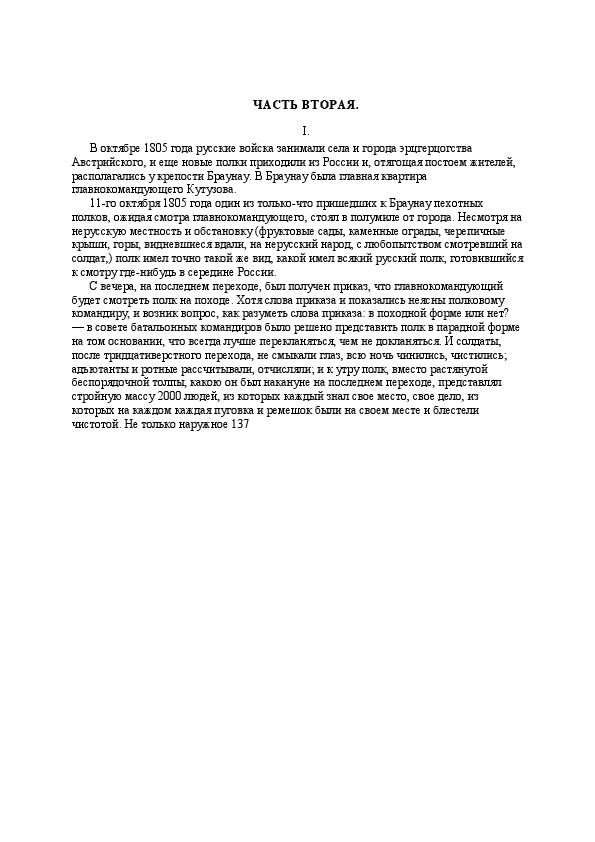 ЧАСТЬ ВТОРАЯ.
I.
В октябре 1805 года русские войска занимали села и города эрцгерцогства
Австрийского, и еще новые полки приходили из России и, отягощая постоем жителей,
располагались у крепости Браунау. В Браунау была главная квартира
главнокомандующего Кутузова.
11-го октября 1805 года один из только-что пришедших к Браунау пехотных
полков, ожидая смотра главнокомандующего, стоял в полумиле от города. Несмотря на
нерусскую местность и обстановку (фруктовые сады, каменные ограды, черепичные
крыши, горы, видневшиеся вдали, на нерусский народ, с любопытством смотревший на
солдат,) полк имел точно такой же вид, какой имел всякий русский полк, готовившийся
к смотру где-нибудь в середине России.
С вечера, на последнем переходе, был получен приказ, что главнокомандующий
будет смотреть полк на походе. Хотя слова приказа и показались неясны полковому
командиру, и возник вопрос, как разуметь слова приказа: в походной форме или нет?
— в совете батальонных командиров было решено представить полк в парадной форме
на том основании, что всегда лучше перекланяться, чем не докланяться. И солдаты,
после тридцативерстного перехода, не смыкали глаз, всю ночь чинились, чистились;
адъютанты и ротные рассчитывали, отчисляли; и к утру полк, вместо растянутой
беспорядочной толпы, какою он был накануне на последнем переходе, представлял
стройную массу 2000 людей, из которых каждый знал свое место, свое дело, из
которых на каждом каждая пуговка и ремешок были на своем месте и блестели
чистотой. Не только наружное 137